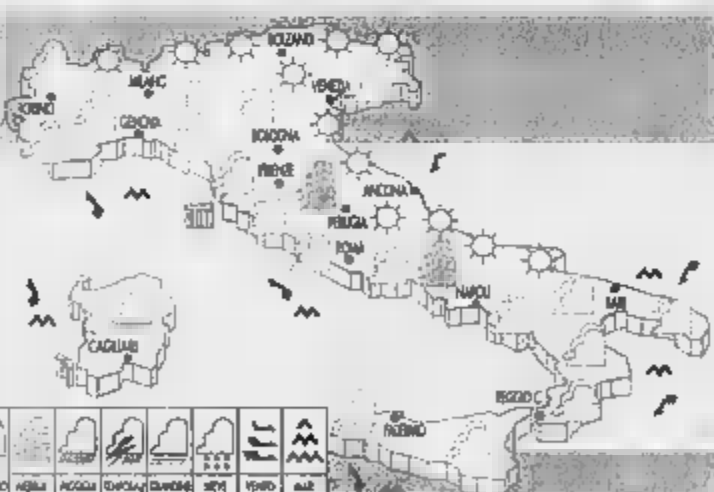 BOLZANO
MILANO
VENEZIA
TORINO
GENOVA
BOLOGNA
FIRENZE
ANCONA
PERUGIA
ROMA
NAPOLI
BARI
CAGLIARI
REGGIO C.
PALERMO
NEBBIA PIOGGIA NEVE VENTO MAR